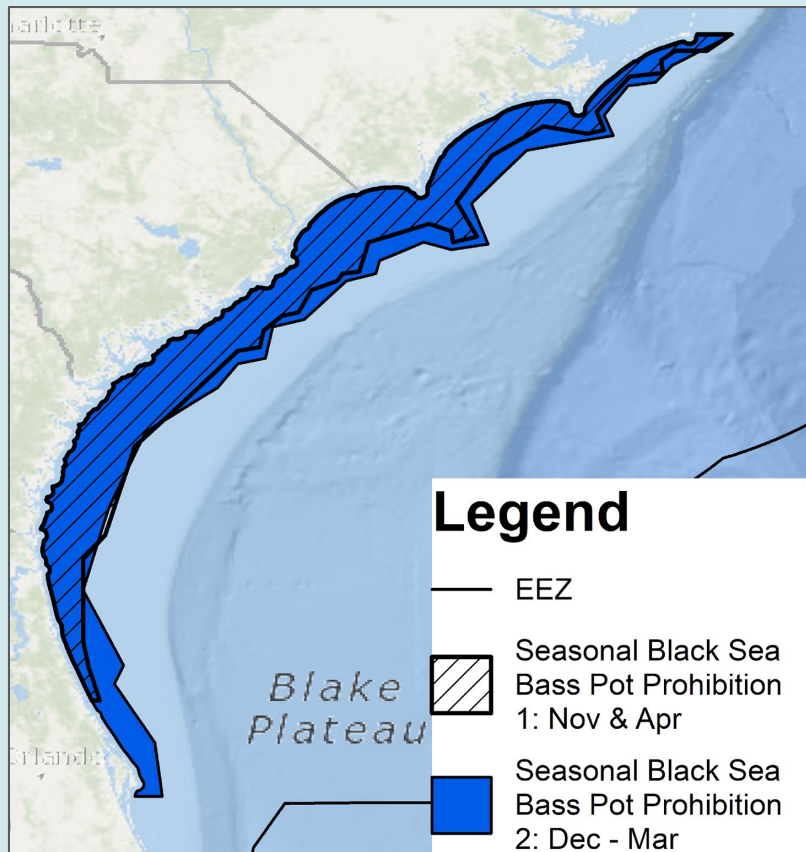 Blake
Plateau
Orlando
Legend
EEZ
Seasonal Black Sea
Bass Pot Prohibition
1: Nov & Apr
Seasonal Black Sea
Bass Pot Prohibition
2: Dec - Mar